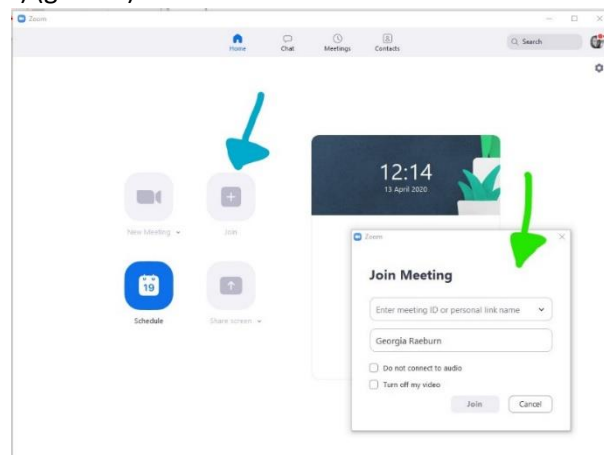 Zoom
Home Chat Meetings Contacts
Search
12:14
13 April 2020
New Meeting Join
19
Schedule Share screen
Zoom
Join Meeting
Enter meeting ID or personal link name
Georgia Raeburn
Do not connect to audio
Turn off my video
Join Cancel